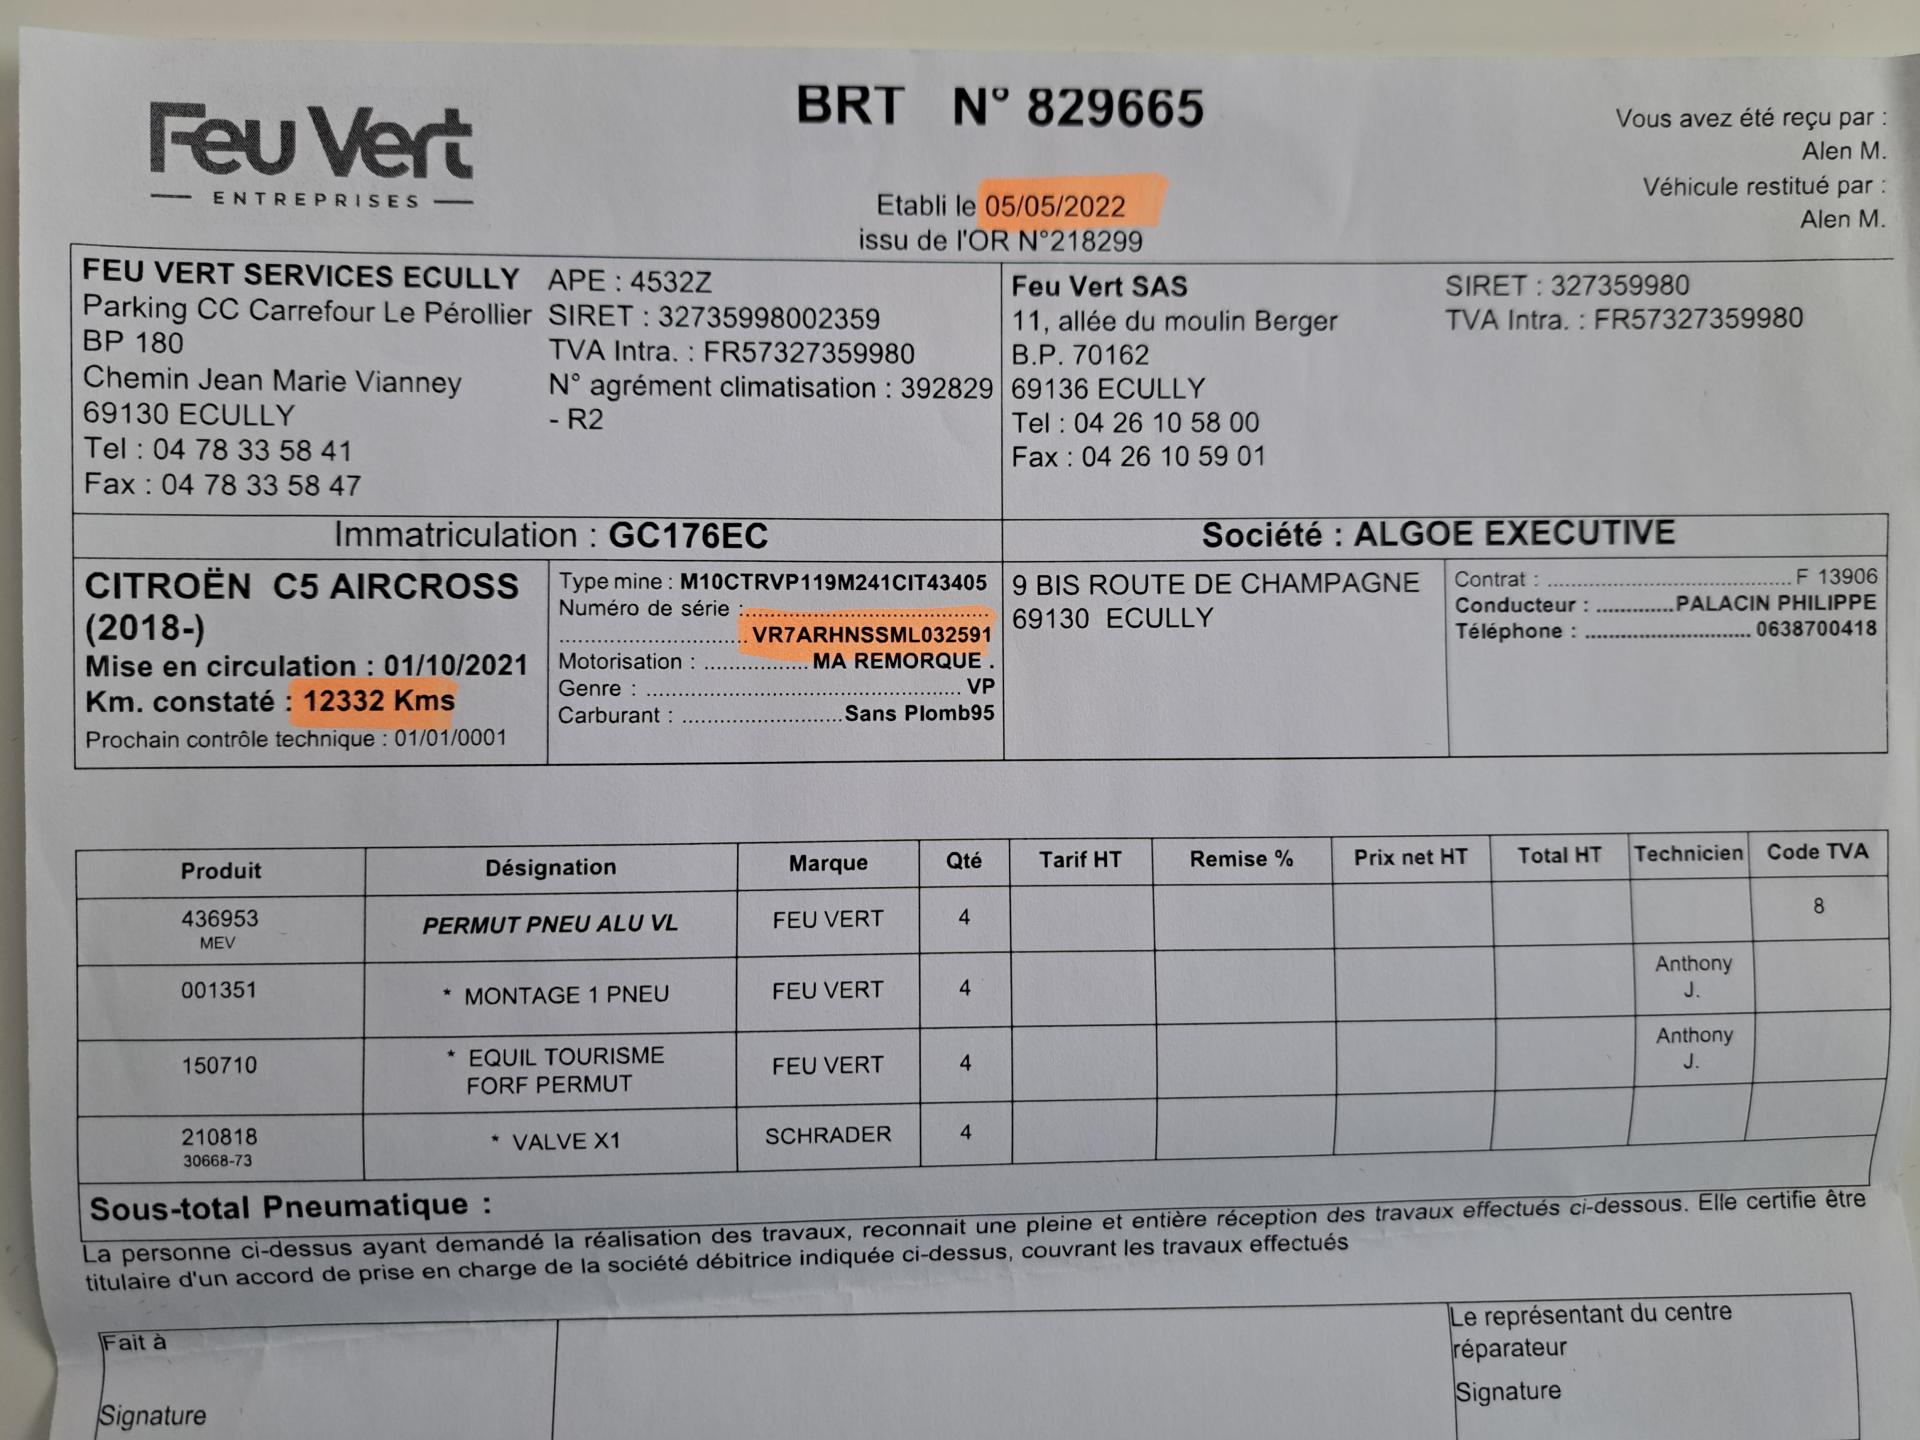 Feu Vert
ENTREPRISES
BRT N° 829665
Etabli le 05/05/2022
issu de l'OR N°218299
Vous avez été reçu par :
Alen M.
Véhicule restitué par :
Alen M.
FEU VERT SERVICES ECULLY
Parking CC Carrefour Le Pérollier
BP 180
Chemin Jean Marie Vianney
69130 ECULLY
Tel : 04 78 33 58 41
Fax : 04 78 33 58 47
APE : 4532Z
SIRET : 32735998002359
TVA Intra. : FR57327359980
N° agrément climatisation : 392829
- R2
Feu Vert SAS
11, allée du moulin Berger
B.P. 70162
69136 ECULLY
Tel : 04 26 10 58 00
Fax : 04 26 10 59 01
SIRET : 327359980
TVA Intra. : FR57327359980
Immatriculation : GC176EC
Société : ALGOE EXECUTIVE
CITROËN C5 AIRCROSS
(2018-)
Mise en circulation : 01/10/2021
Km. constaté : 12332 Kms
Prochain contrôle technique : 01/01/0001
Type mine : M10CTRVP119M241CIT43405
Numéro de série :
VR7ARHNSSML032591
Motorisation : MA REMORQUE .
Genre : VP
Carburant : Sans Plomb95
9 BIS ROUTE DE CHAMPAGNE
69130 ECULLY
Contrat : F 13906
Conducteur : PALACIN PHILIPPE
Téléphone : 0638700418
Produit Désignation Marque Qté Tarif HT Remise % Prix net HT Total HT Technicien Code TVA
436953 PERMUT PNEU ALU VL FEU VERT 4 8
MEV
001351 * MONTAGE 1 PNEU FEU VERT 4 Anthony
J.
150710 * EQUIL TOURISME FEU VERT 4 Anthony
FORF PERMUT J.
210818 * VALVE X1 SCHRADER 4
30668-73
Sous-total Pneumatique :
La personne ci-dessus ayant demandé la réalisation des travaux, reconnait une pleine et entière réception des travaux effectués ci-dessous. Elle certifie être
titulaire d'un accord de prise en charge de la société débitrice indiquée ci-dessus, couvrant les travaux effectués
Fait à
Signature
Le représentant du centre
réparateur
Signature